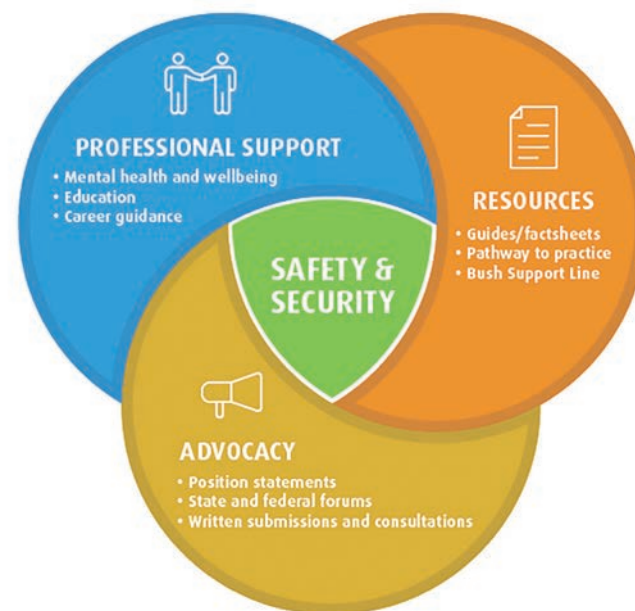 PROFESSIONAL SUPPORT
• Mental health and wellbeing
• Education
• Career guidance
RESOURCES
• Guides/factsheets
• Pathway to practice
• Bush Support Line
SAFETY &
SECURITY
ADVOCACY
• Position statements
• State and federal forums
• Written submissions and consultations